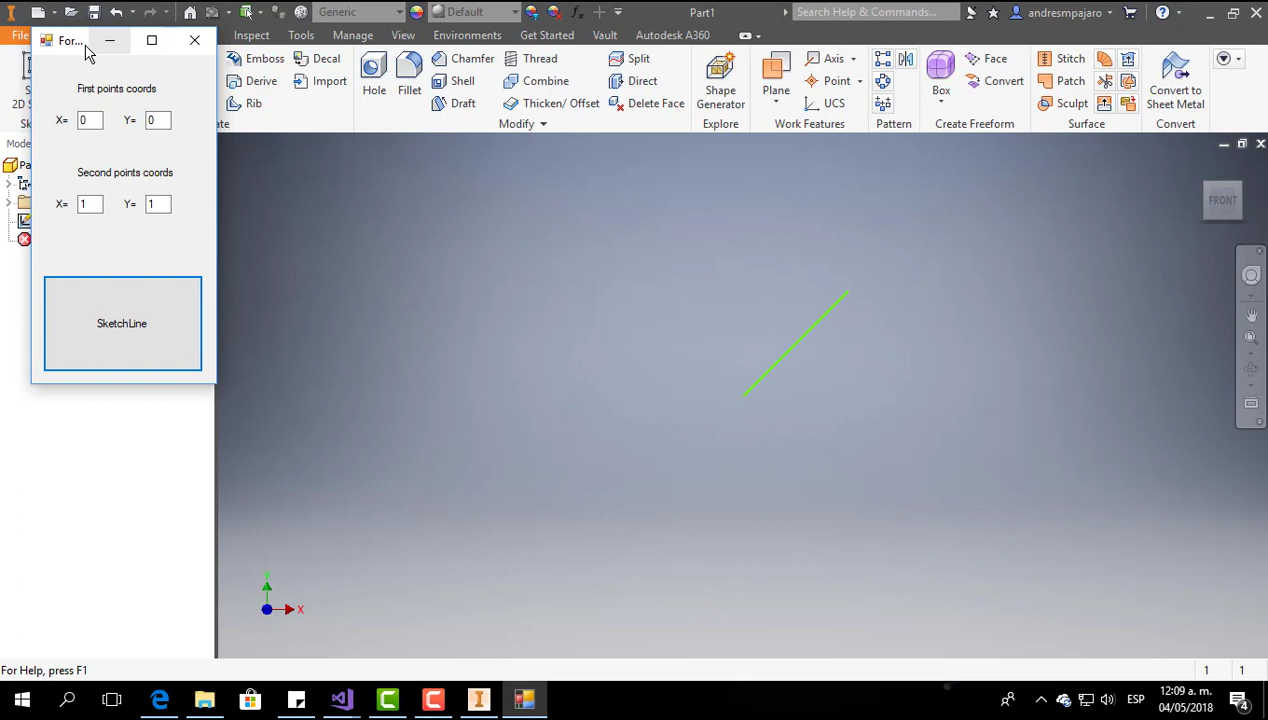 Generic
Default
Part1
Search Help & Commands...
andresmpajaro
For...
File
Inspect
Tools
Manage
View
Environments
Get Started
Vault
Autodesk A360
Emboss
Decal
Derive
Import
Rib
Hole
Fillet
Chamfer
Thread
Split
Shell
Combine
Direct
Draft
Thicken/ Offset
Delete Face
Modify
Shape
Generator
Explore
Plane
Axis
Point
UCS
Work Features
Pattern
Box
Face
Convert
Create Freeform
Stitch
Patch
Sculpt
Surface
Convert to
Sheet Metal
Convert
First points coords
X= 0
Y= 0
Second points coords
X= 1
Y= 1
SketchLine
FRONT
Y
X
For Help, press F1
1
1
ESP
12:09 a. m.
04/05/2018
4